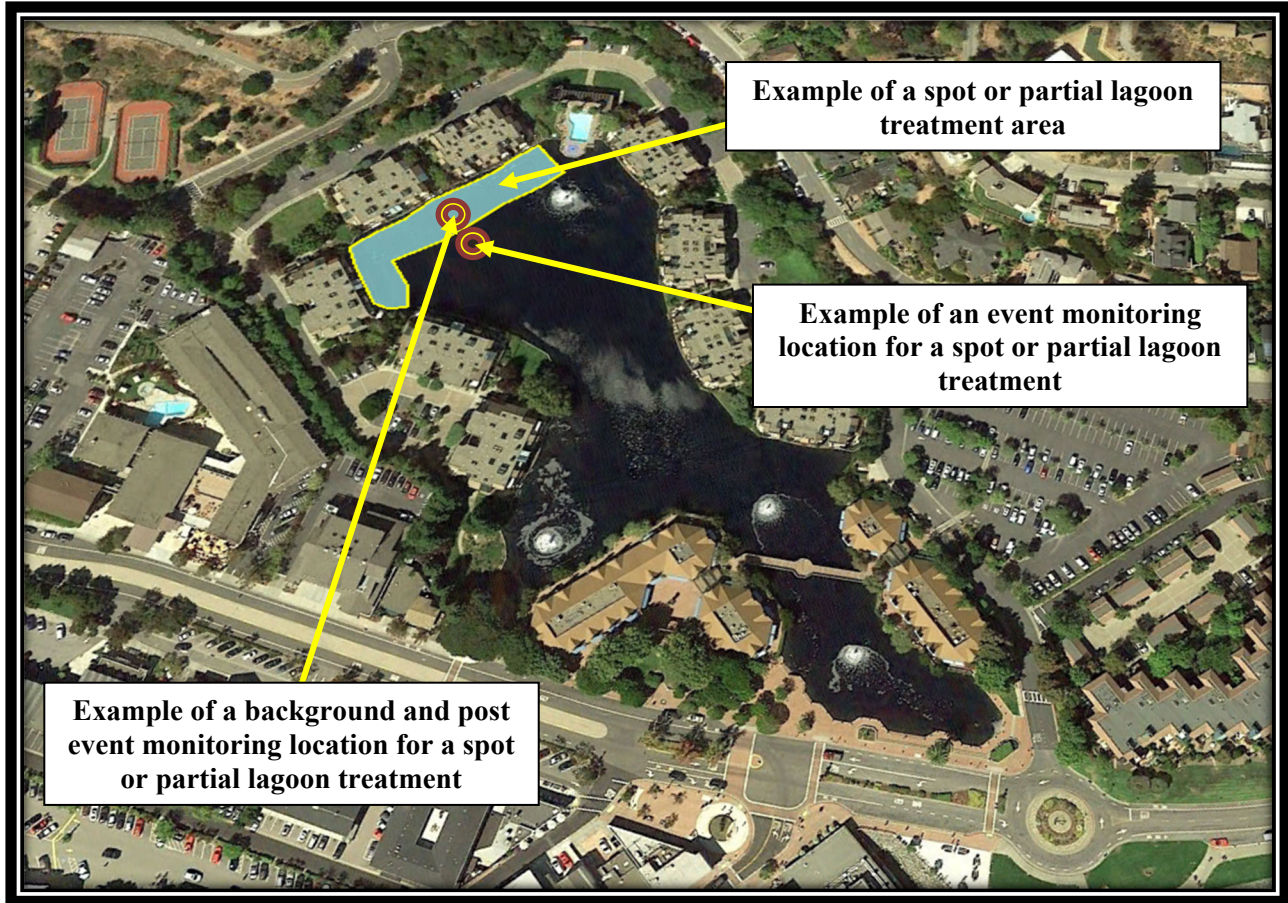 Example of a spot or partial lagoon
treatment area
Example of an event monitoring
location for a spot or partial lagoon
treatment
Example of a background and post
event monitoring location for a spot
or partial lagoon treatment